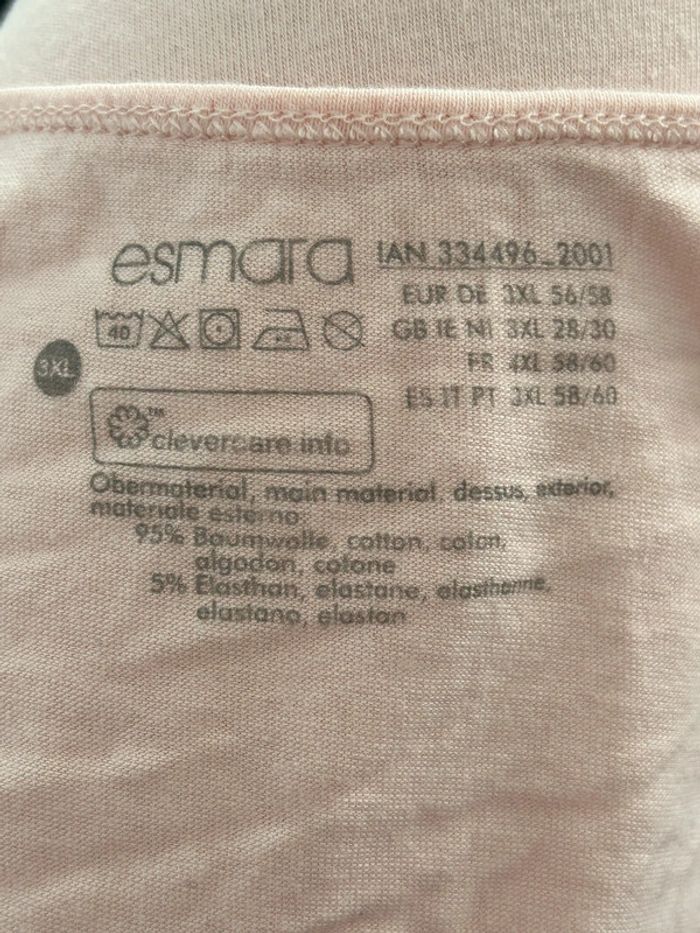 esmara
IAN 334496_2001
EUR DE 3XL 56/58
GB IE NI 3XL 28/30
FR 4XL 58/60
ES IT PT 3XL 58/60
40
3XL
™
clevercare.info
Obermaterial, main material, dessus, exterior,
materiale esterno
95% Baumwolle, cotton, coton,
algodon, cotone
5% Elasthan, elastane, elasthanne,
elastano, elastan